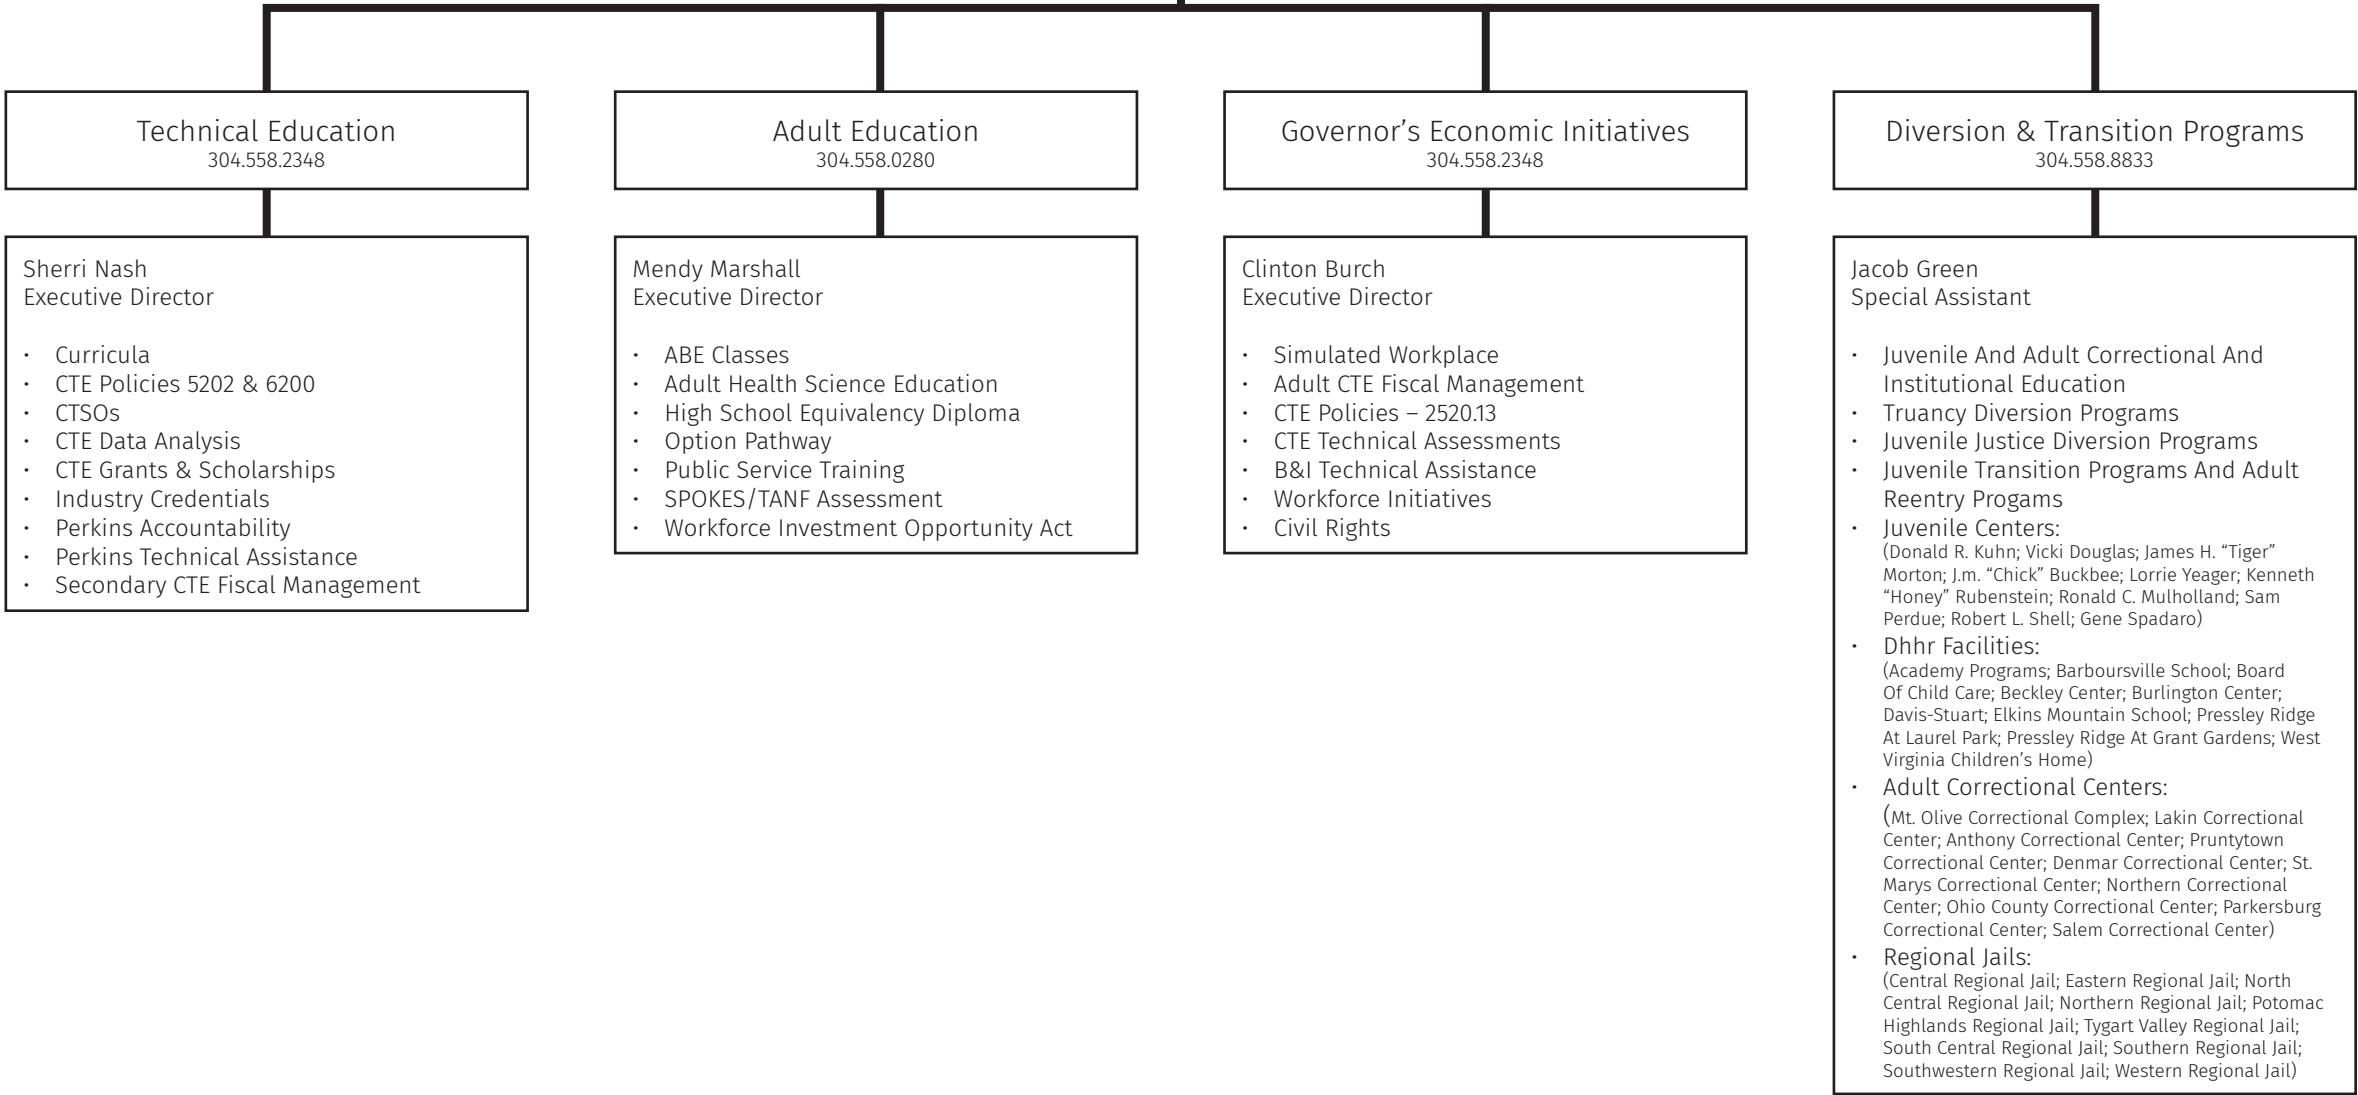 Technical Education
304.558.2348
Sherri Nash
Executive Director
· Curricula
· CTE Policies 5202 & 6200
· CTSOs
· CTE Data Analysis
· CTE Grants & Scholarships
· Industry Credentials
· Perkins Accountability
· Perkins Technical Assistance
· Secondary CTE Fiscal Management
Adult Education
304.558.0280
Mendy Marshall
Executive Director
· ABE Classes
· Adult Health Science Education
· High School Equivalency Diploma
· Option Pathway
· Public Service Training
· SPOKES/TANF Assessment
· Workforce Investment Opportunity Act
Governor’s Economic Initiatives
304.558.2348
Clinton Burch
Executive Director
· Simulated Workplace
· Adult CTE Fiscal Management
· CTE Policies – 2520.13
· CTE Technical Assessments
· B&I Technical Assistance
· Workforce Initiatives
· Civil Rights
Diversion & Transition Programs
304.558.8833
Jacob Green
Special Assistant
· Juvenile And Adult Correctional And
Institutional Education
· Truancy Diversion Programs
· Juvenile Justice Diversion Programs
· Juvenile Transition Programs And Adult
Reentry Progams
· Juvenile Centers:
(Donald R. Kuhn; Vicki Douglas; James H. “Tiger”
Morton; J.m. “Chick” Buckbee; Lorrie Yeager; Kenneth
“Honey” Rubenstein; Ronald C. Mulholland; Sam
Perdue; Robert L. Shell; Gene Spadaro)
· Dhhr Facilities:
(Academy Programs; Barboursville School; Board
Of Child Care; Beckley Center; Burlington Center;
Davis-Stuart; Elkins Mountain School; Pressley Ridge
At Laurel Park; Pressley Ridge At Grant Gardens; West
Virginia Children’s Home)
· Adult Correctional Centers:
(Mt. Olive Correctional Complex; Lakin Correctional
Center; Anthony Correctional Center; Pruntytown
Correctional Center; Denmar Correctional Center; St.
Marys Correctional Center; Northern Correctional
Center; Ohio County Correctional Center; Parkersburg
Correctional Center; Salem Correctional Center)
· Regional Jails:
(Central Regional Jail; Eastern Regional Jail; North
Central Regional Jail; Northern Regional Jail; Potomac
Highlands Regional Jail; Tygart Valley Regional Jail;
South Central Regional Jail; Southern Regional Jail;
Southwestern Regional Jail; Western Regional Jail)